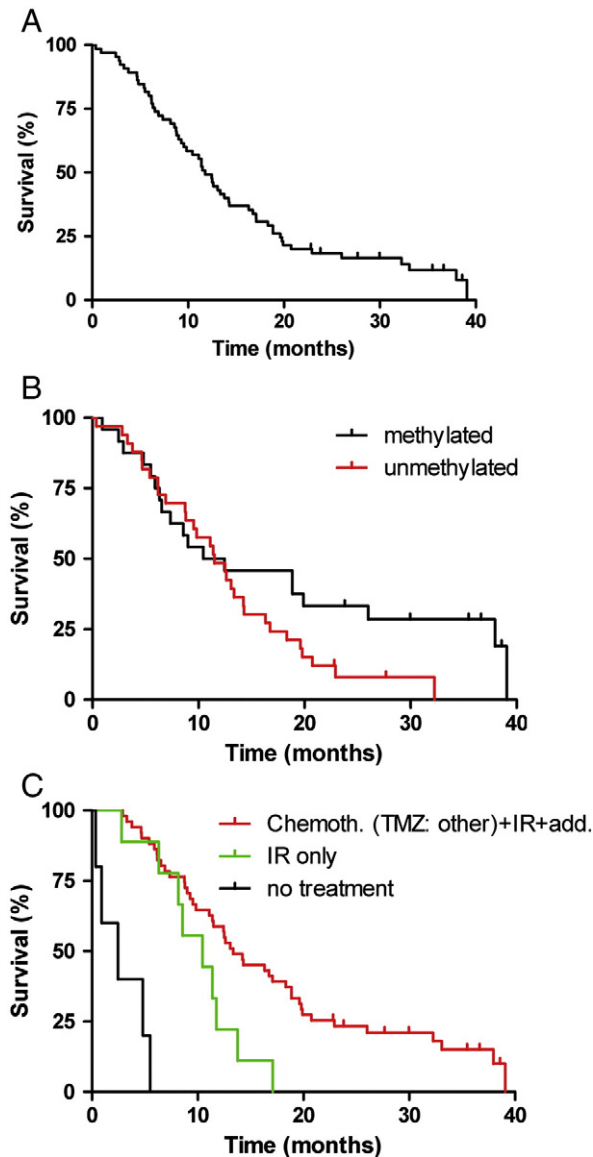 A
100
75
50
25
0
Survival (%)
0 10 20 30 40
Time (months)
B
100
75
50
25
0
Survival (%)
methylated
unmethylated
0 10 20 30 40
Time (months)
C
100
75
50
25
0
Survival (%)
Chemoth. (TMZ: other)+IR+add.
IR only
no treatment
0 10 20 30 40
Time (months)